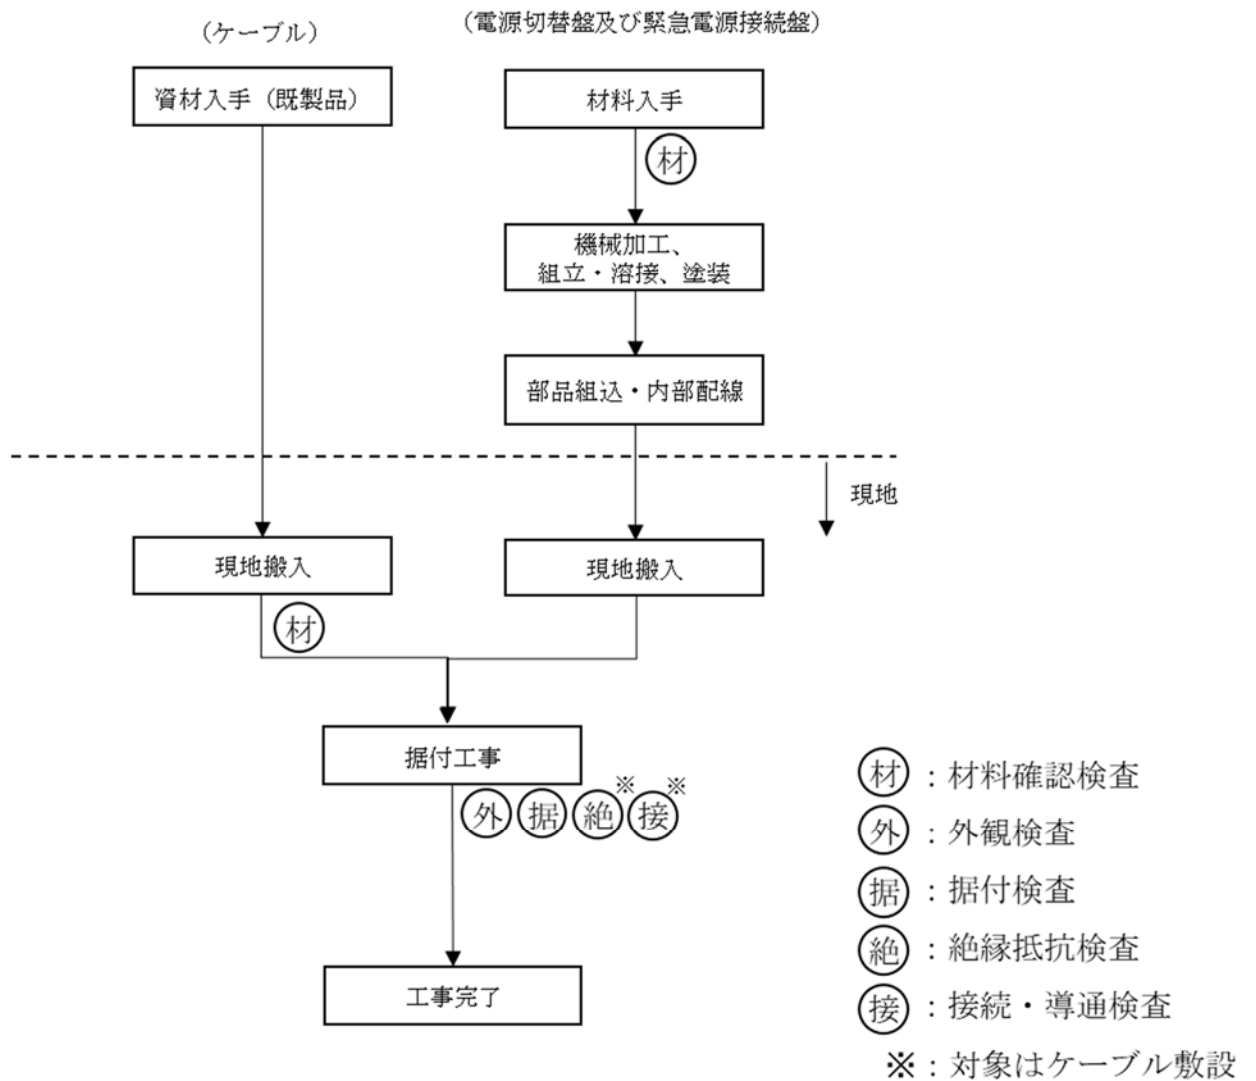 （ケーブル）
（電源切替盤及び緊急電源接続盤）
資材入手（既製品）
材料入手
材
機械加工、
組立・溶接、塗装
部品組込・内部配線
現地
現地搬入
現地搬入
材
据付工事
※ ※
外 据 絶 接
工事完了
材：材料確認検査
外：外観検査
据：据付検査
絶：絶縁抵抗検査
接：接続・導通検査
※：対象はケーブル敷設